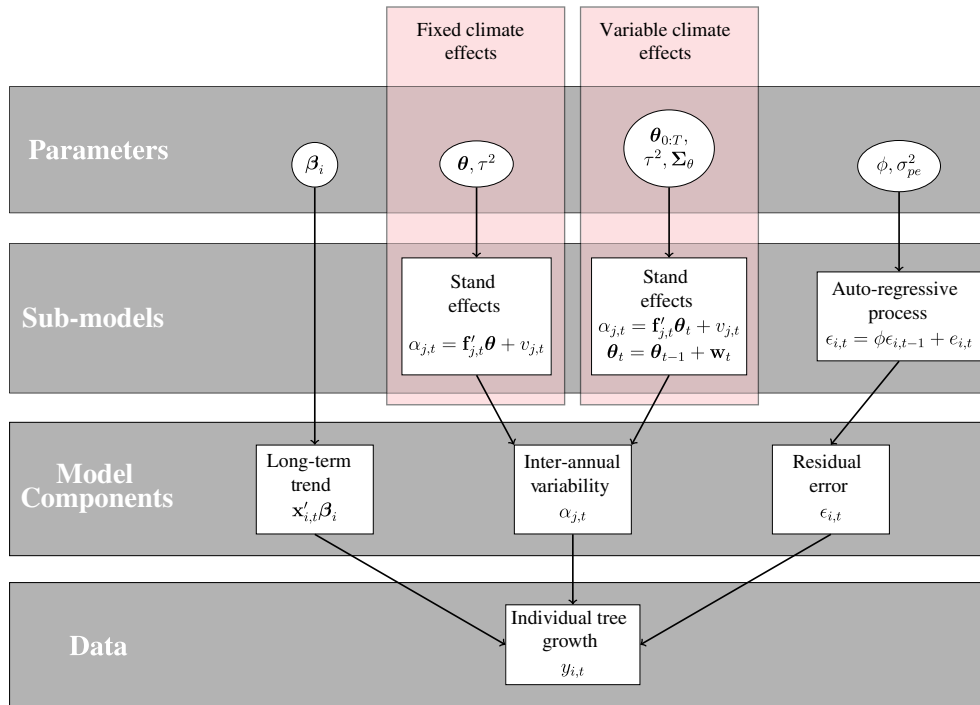 Fixed climate
effects
Variable climate
effects
Parameters
β_i
θ, τ²
θ_{0:T},
τ², Σ_θ
ϕ, σ²_{pe}
Sub-models
Stand
effects
α_{j,t} = f′_{j,t}θ + v_{j,t}
Stand
effects
α_{j,t} = f′_{j,t}θ_t + v_{j,t}
θ_t = θ_{t−1} + w_t
Auto-regressive
process
ϵ_{i,t} = ϕϵ_{i,t−1} + e_{i,t}
Model
Components
Long-term
trend
x′_{i,t}β_i
Inter-annual
variability
α_{j,t}
Residual
error
ϵ_{i,t}
Data
Individual tree
growth
y_{i,t}